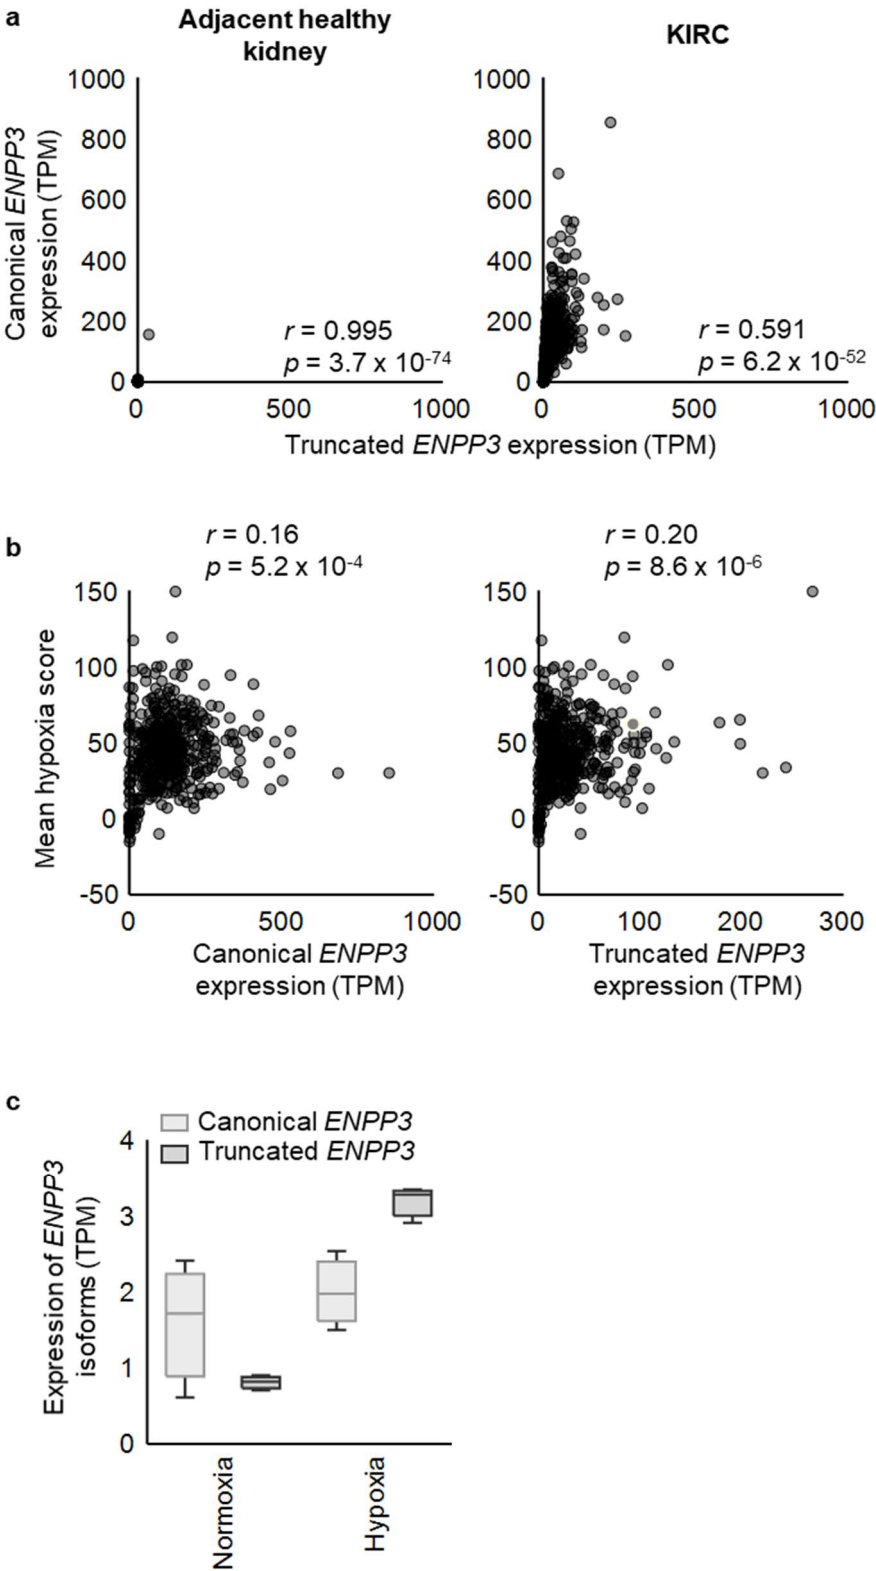 a
Adjacent healthy
kidney
KIRC
Canonical ENPP3
expression (TPM)
1000
800
600
400
200
0
r = 0.995
p = 3.7 x 10-74
0
500
1000
1000
800
600
400
200
0
r = 0.591
p = 6.2 x 10-52
0
500
1000
Truncated ENPP3 expression (TPM)
b
r = 0.16
p = 5.2 x 10-4
r = 0.20
p = 8.6 x 10-6
Mean hypoxia score
150
100
50
0
-50
0
500
1000
Canonical ENPP3
expression (TPM)
150
100
50
0
-50
0
100
200
300
Truncated ENPP3
expression (TPM)
c
Canonical ENPP3
Truncated ENPP3
Expression of ENPP3
isoforms (TPM)
4
3
2
1
0
Normoxia
Hypoxia